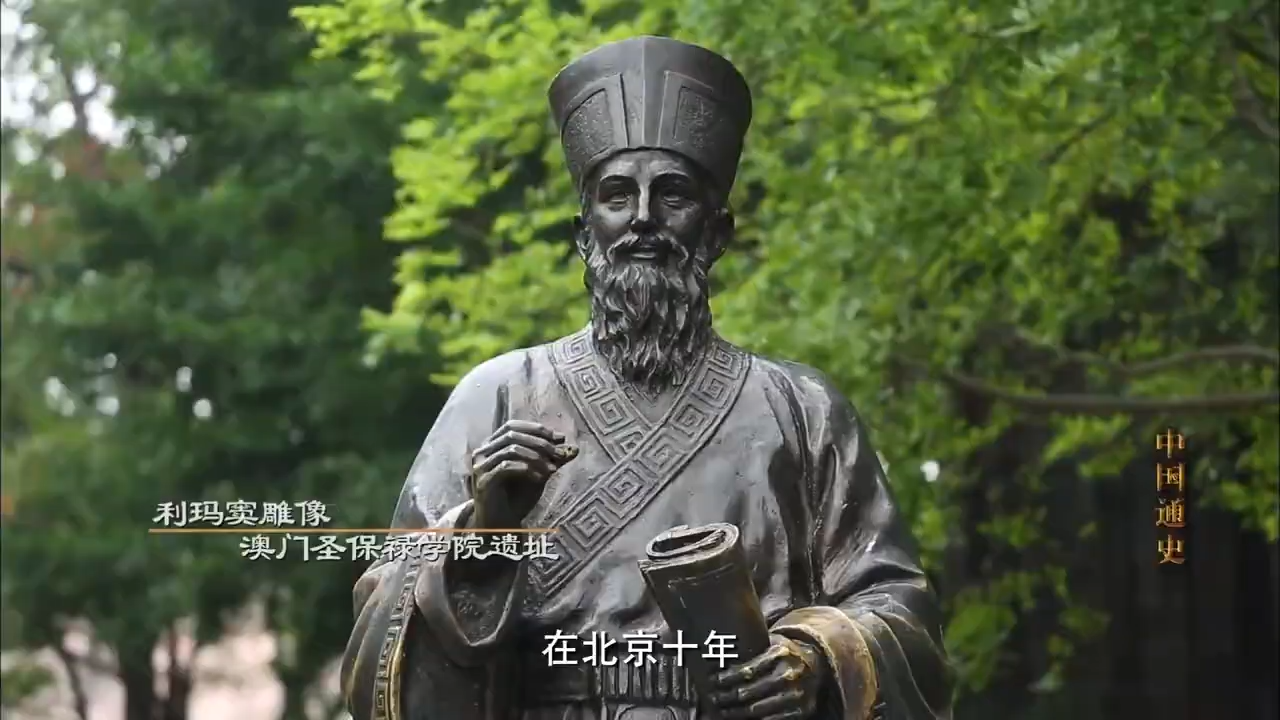 利玛窦雕像
澳门圣保禄学院遗址
中国通史
在北京十年